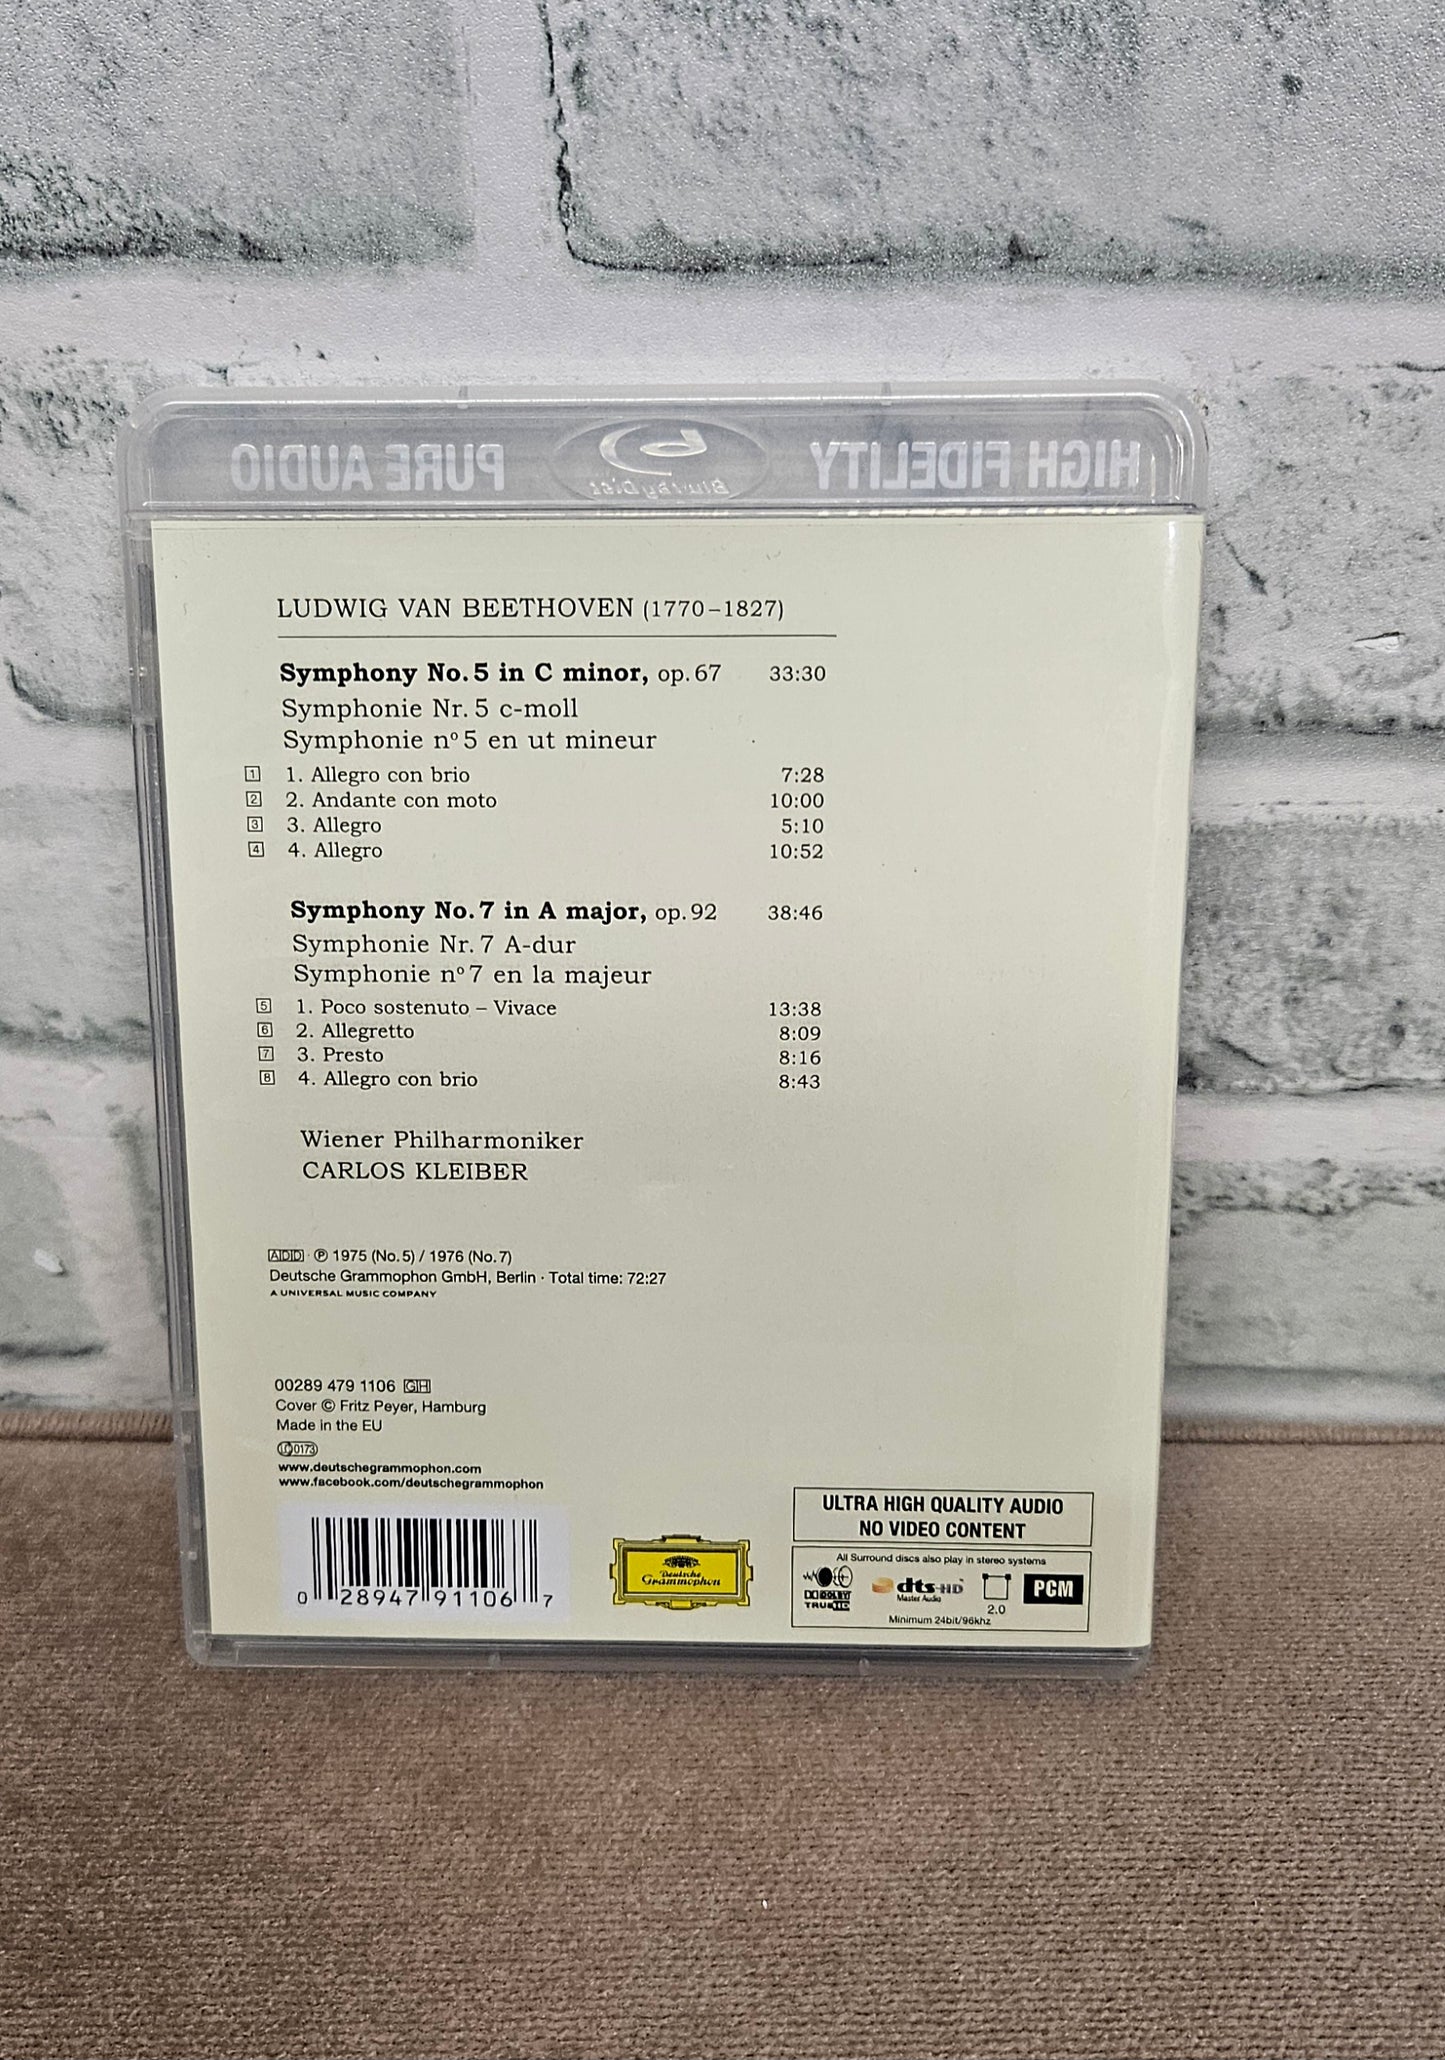 HIGH FIDELITY Blu-ray Disc PURE AUDIO
LUDWIG VAN BEETHOVEN (1770–1827)
Symphony No. 5 in C minor, op. 67 33:30
Symphonie Nr. 5 c-moll
Symphonie nº 5 en ut mineur
1 1. Allegro con brio 7:28
2 2. Andante con moto 10:00
3 3. Allegro 5:10
4 4. Allegro 10:52
Symphony No. 7 in A major, op. 92 38:46
Symphonie Nr. 7 A-dur
Symphonie nº 7 en la majeur
5 1. Poco sostenuto – Vivace 13:38
6 2. Allegretto 8:09
7 3. Presto 8:16
8 4. Allegro con brio 8:43
Wiener Philharmoniker
CARLOS KLEIBER
ADD · ℗ 1975 (No. 5) / 1976 (No. 7)
Deutsche Grammophon GmbH, Berlin · Total time: 72:27
A UNIVERSAL MUSIC COMPANY
00289 479 1106 GH
Cover © Fritz Peyer, Hamburg
Made in the EU
LC 0173
www.deutschegrammophon.com
www.facebook.com/deutschegrammophon
0 28947 91106 7
Deutsche
Grammophon
ULTRA HIGH QUALITY AUDIO
NO VIDEO CONTENT
All Surround discs also play in stereo systems
DOLBY
TRUEHD
dts-HD
Master Audio
2.0
PCM
Minimum 24bit/96khz